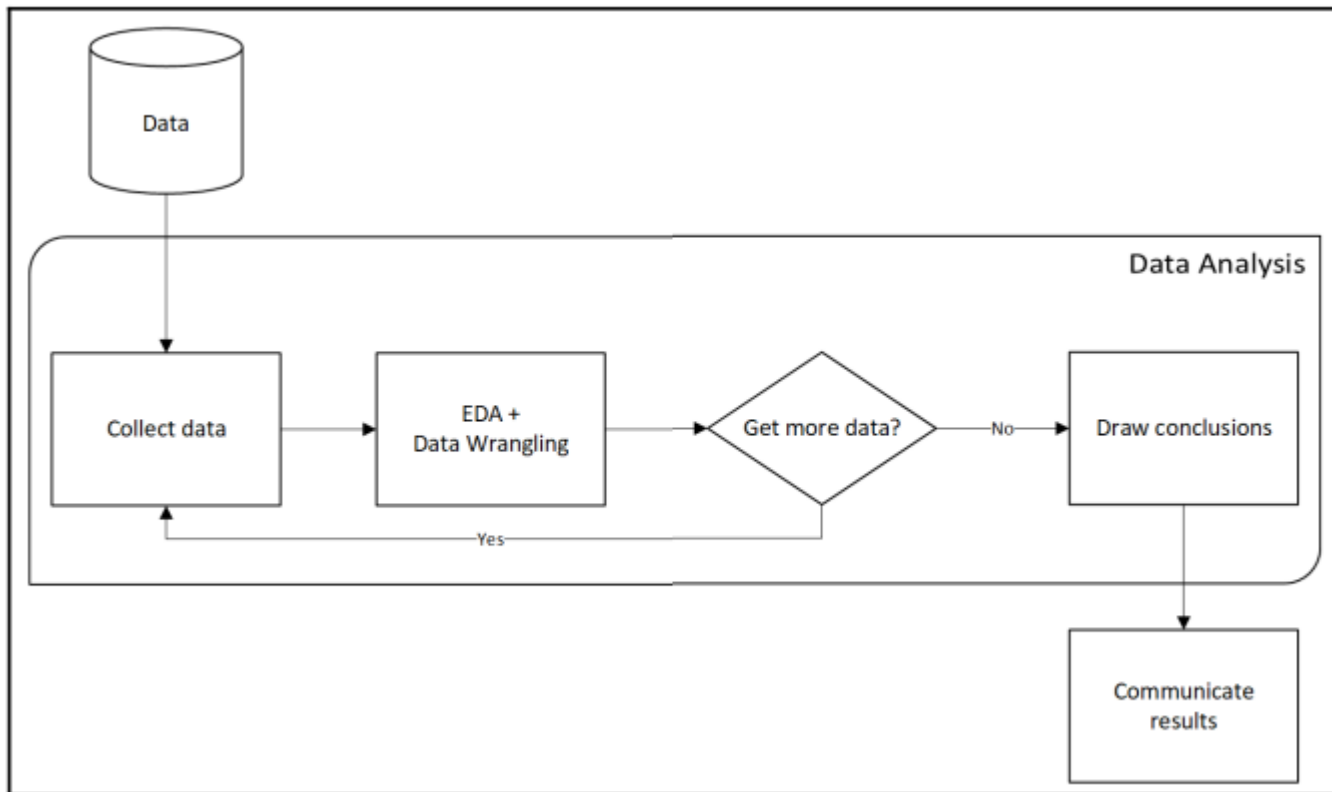 Data
Data Analysis
Collect data
EDA +
Data Wrangling
Get more data?
No
Draw conclusions
Yes
Communicate
results